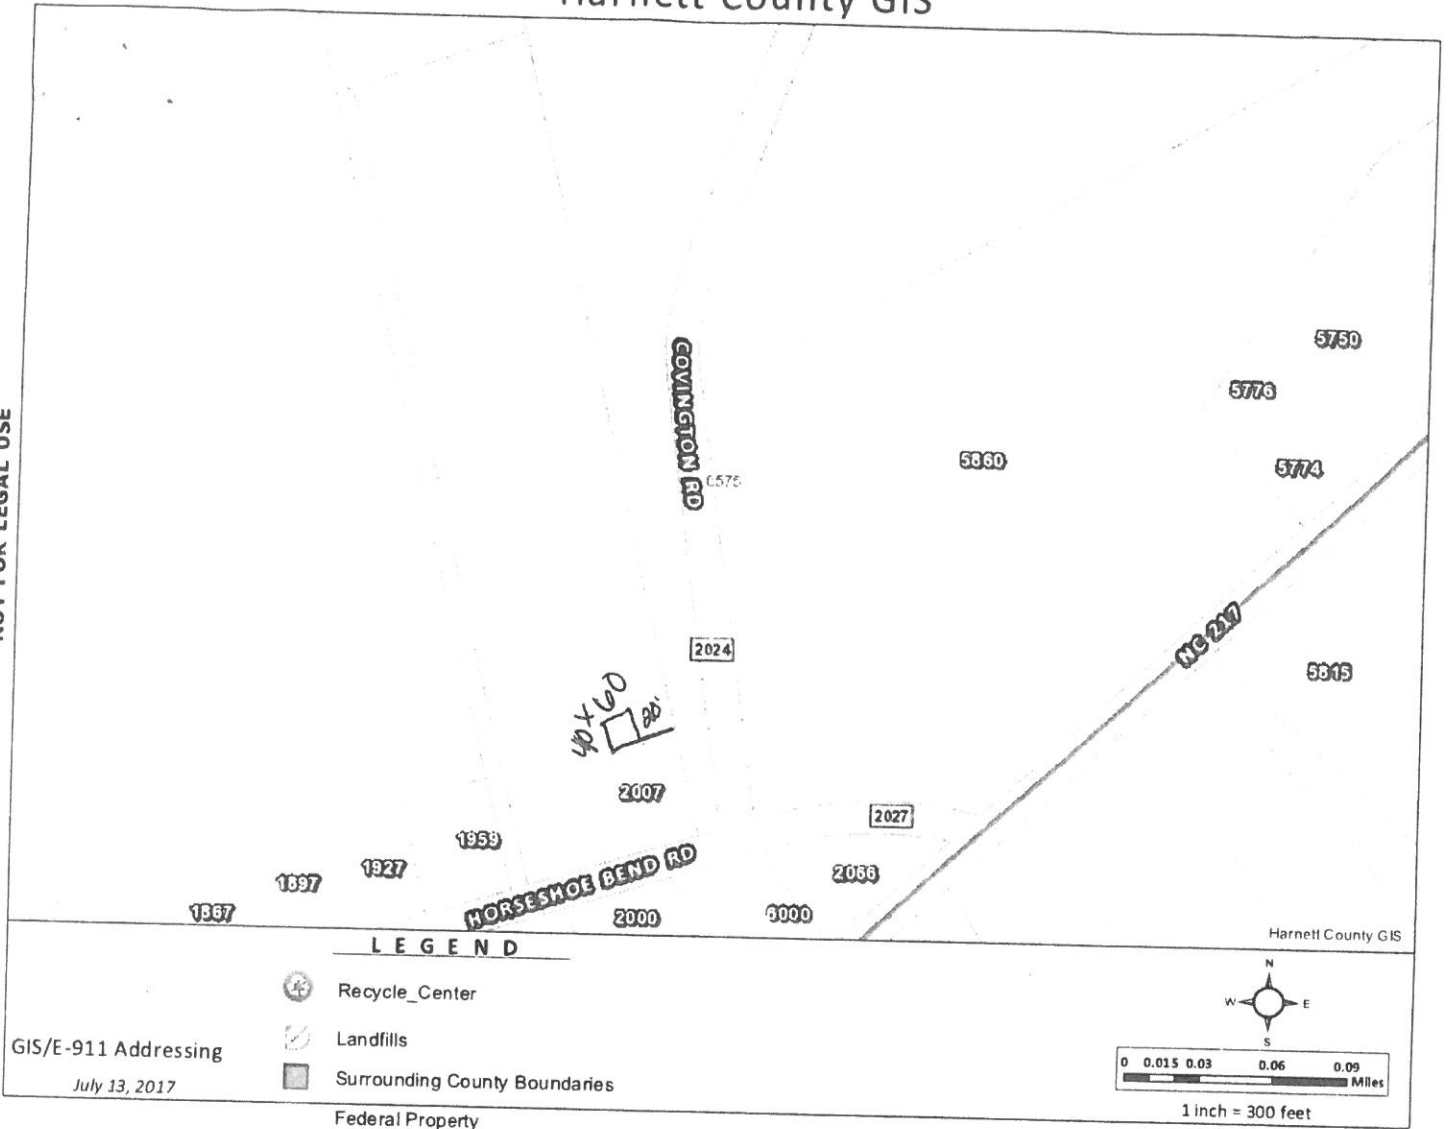 Harnett County GIS
NOT FOR LEGAL USE
COVINGTON RD
5750
5776
5860
5774
2024
NC 217
5815
40 x 60
20'
2007
2027
1959
1927
2066
1897
HORSESHOE BEND RD
1867
2000
6000
Harnett County GIS
LEGEND
Recycle_Center
Landfills
Surrounding County Boundaries
Federal Property
GIS/E-911 Addressing
July 13, 2017
N
W
E
S
0 0.015 0.03 0.06 0.09
Miles
1 inch = 300 feet